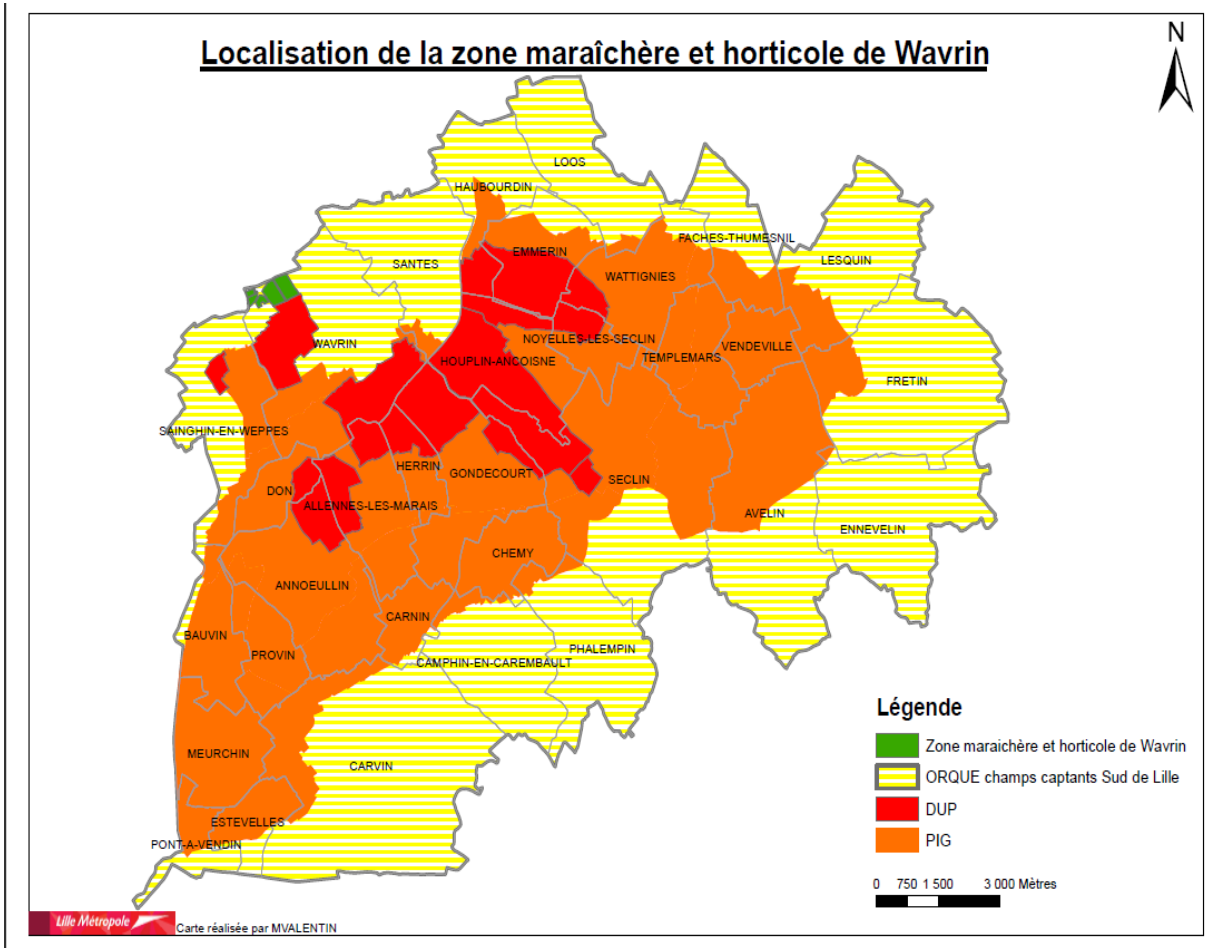 Localisation de la zone maraîchère et horticole de Wavrin
N
LOOS
HAUBOURDIN
FACHES-THUMESNIL
EMMERIN
LESQUIN
SANTES
WATTIGNIES
NOYELLES-LES-SECLIN
WAVRIN
VENDEVILLE
TEMPLEMARS
HOUPLIN-ANCOISNE
FRETIN
SAINGHIN-EN-WEPPES
HERRIN
GONDECOURT
SECLIN
DON
ALLENNES-LES-MARAIS
AVELIN
ENNEVELIN
CHEMY
ANNOEULLIN
CARNIN
BAUVIN
PHALEMPIN
PROVIN
CAMPHIN-EN-CAREMBAULT
MEURCHIN
CARVIN
ESTEVELLES
PONT-A-VENDIN
Légende
Zone maraichère et horticole de Wavrin
ORQUE champs captants Sud de Lille
DUP
PIG
0 750 1 500 3 000 Mètres
Lille Métropole
Carte réalisée par MVALENTIN